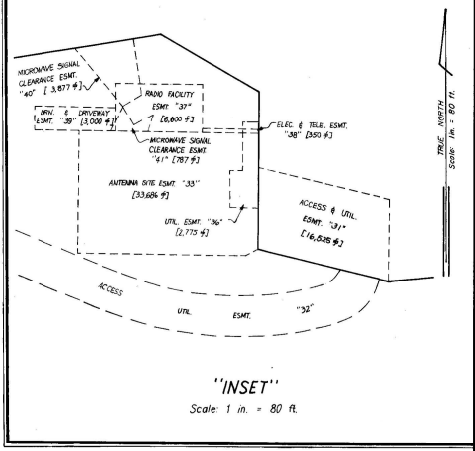 MICROWAVE SIGNAL
CLEARANCE ESMT.
"40" [ 3,877 ⌿]
RADIO FACILITY
ESMT. "37"
[6,000 ⌿]
DRIVEWAY
ESMT. "39" [3,000 ⌿]
ELEC. & TELE. ESMT.
"38" [350 ⌿]
MICROWAVE SIGNAL
CLEARANCE ESMT.
"41" [787 ⌿]
ANTENNA SITE ESMT. "33"
[33,686 ⌿]
UTIL. ESMT. "36"
[2,775 ⌿]
ACCESS & UTIL.
ESMT. "31"
[16,525 ⌿]
ACCESS UTIL. ESMT. "32"
TRUE NORTH
Scale: 1in. = 80 ft.
"INSET"
Scale: 1 in. = 80 ft.